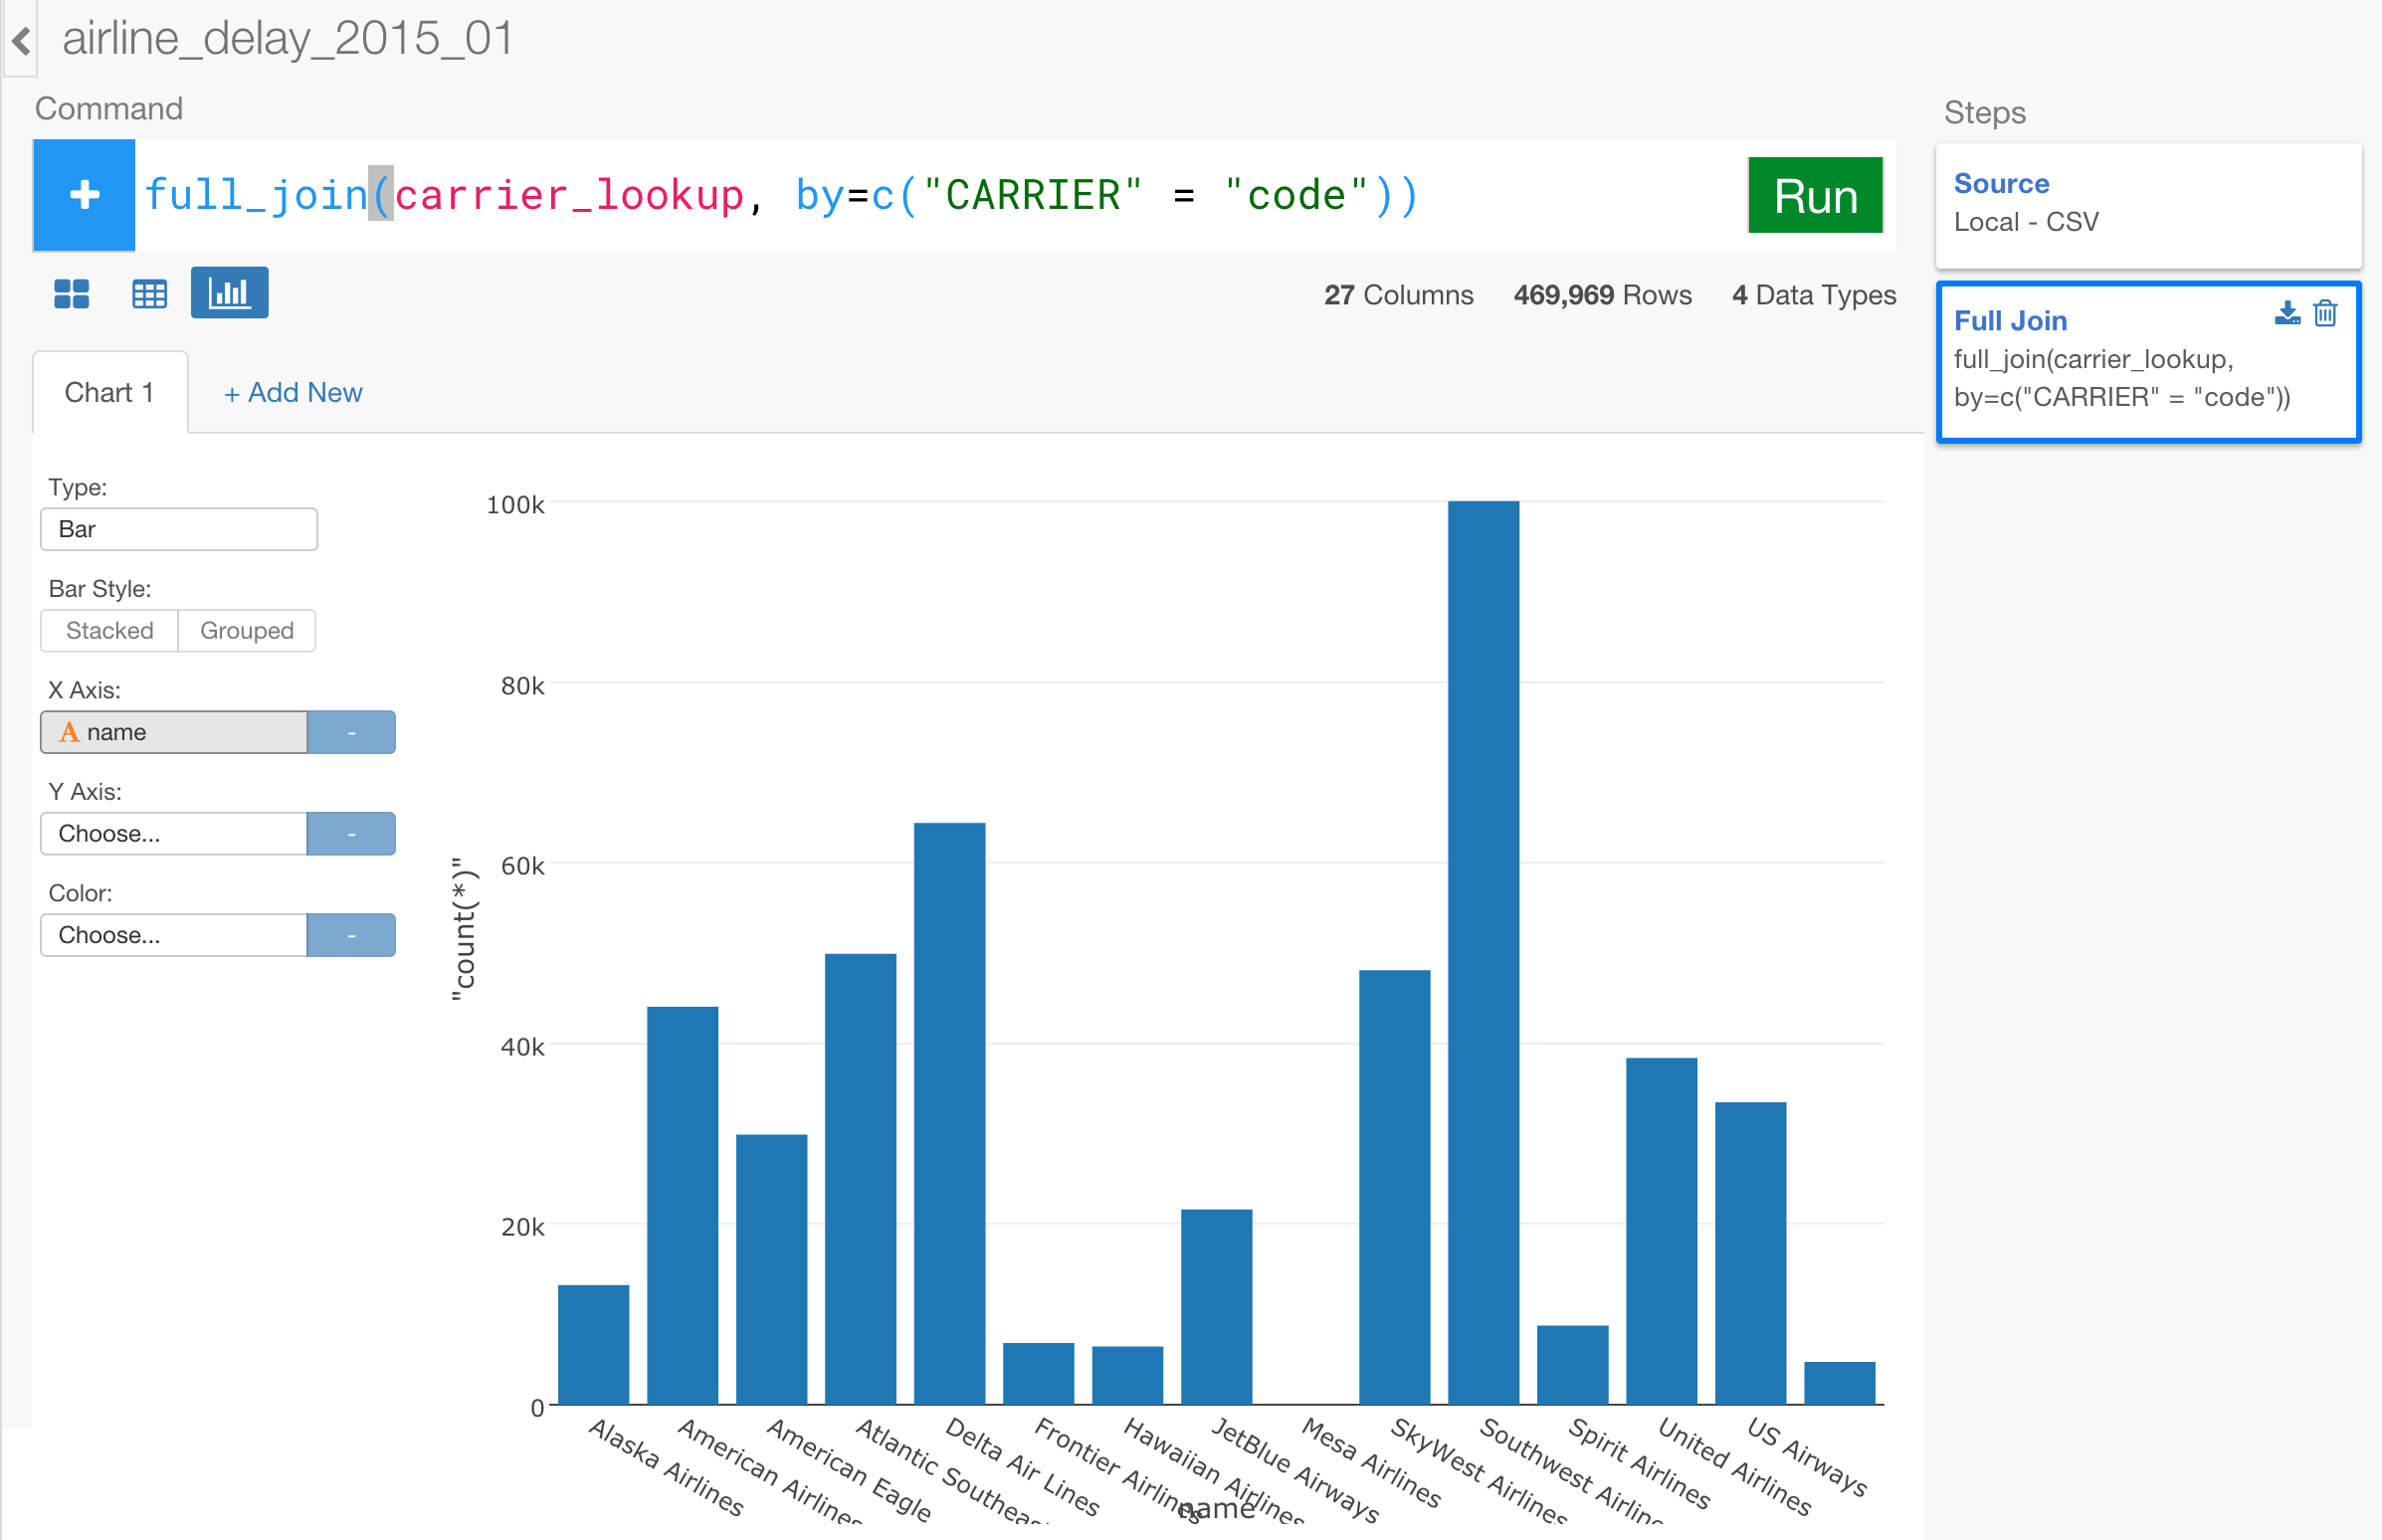 airline_delay_2015_01
Command
+ full_join(carrier_lookup, by=c("CARRIER" = "code")) Run
27 Columns 469,969 Rows 4 Data Types
Chart 1 + Add New
Type:
Bar
Bar Style:
Stacked Grouped
X Axis:
A name -
Y Axis:
Choose... -
Color:
Choose... -
100k
80k
60k
40k
20k
0
"count(*)"
Alaska Airlines
American Airlines
American Eagle
Atlantic Southeas
Delta Air Lines
Frontier Airlines
Hawaiian Airlines
JetBlue Airways
Mesa Airlines
SkyWest Airlines
Southwest Airline
Spirit Airlines
United Airlines
US Airways
name
Steps
Source
Local - CSV
Full Join
full_join(carrier_lookup,
by=c("CARRIER" = "code"))